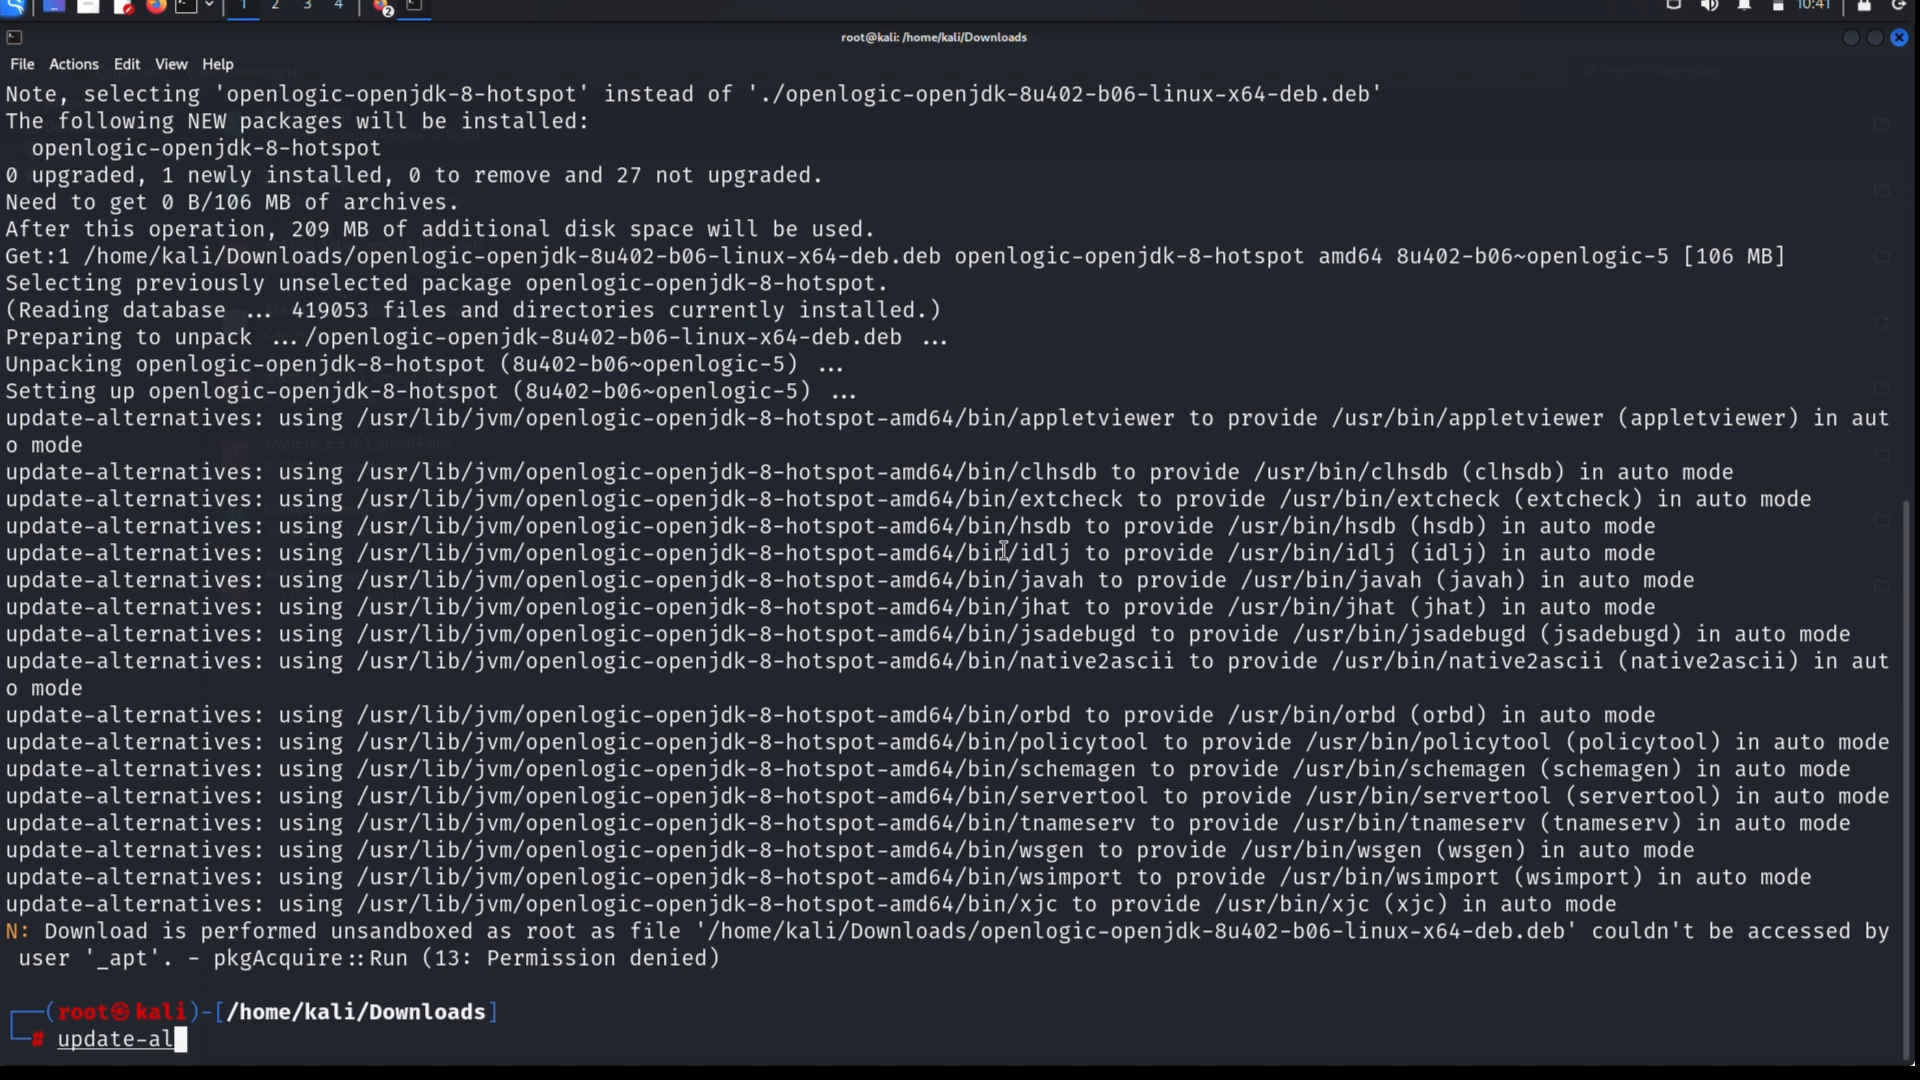 1 2 3 4 2 10:41
root@kali: /home/kali/Downloads
File Actions Edit View Help
Note, selecting 'openlogic-openjdk-8-hotspot' instead of './openlogic-openjdk-8u402-b06-linux-x64-deb.deb'
The following NEW packages will be installed:
openlogic-openjdk-8-hotspot
0 upgraded, 1 newly installed, 0 to remove and 27 not upgraded.
Need to get 0 B/106 MB of archives.
After this operation, 209 MB of additional disk space will be used.
Get:1 /home/kali/Downloads/openlogic-openjdk-8u402-b06-linux-x64-deb.deb openlogic-openjdk-8-hotspot amd64 8u402-b06~openlogic-5 [106 MB]
Selecting previously unselected package openlogic-openjdk-8-hotspot.
(Reading database ... 419053 files and directories currently installed.)
Preparing to unpack .../openlogic-openjdk-8u402-b06-linux-x64-deb.deb ...
Unpacking openlogic-openjdk-8-hotspot (8u402-b06~openlogic-5) ...
Setting up openlogic-openjdk-8-hotspot (8u402-b06~openlogic-5) ...
update-alternatives: using /usr/lib/jvm/openlogic-openjdk-8-hotspot-amd64/bin/appletviewer to provide /usr/bin/appletviewer (appletviewer) in aut
o mode
update-alternatives: using /usr/lib/jvm/openlogic-openjdk-8-hotspot-amd64/bin/clhsdb to provide /usr/bin/clhsdb (clhsdb) in auto mode
update-alternatives: using /usr/lib/jvm/openlogic-openjdk-8-hotspot-amd64/bin/extcheck to provide /usr/bin/extcheck (extcheck) in auto mode
update-alternatives: using /usr/lib/jvm/openlogic-openjdk-8-hotspot-amd64/bin/hsdb to provide /usr/bin/hsdb (hsdb) in auto mode
update-alternatives: using /usr/lib/jvm/openlogic-openjdk-8-hotspot-amd64/bin/idlj to provide /usr/bin/idlj (idlj) in auto mode
update-alternatives: using /usr/lib/jvm/openlogic-openjdk-8-hotspot-amd64/bin/javah to provide /usr/bin/javah (javah) in auto mode
update-alternatives: using /usr/lib/jvm/openlogic-openjdk-8-hotspot-amd64/bin/jhat to provide /usr/bin/jhat (jhat) in auto mode
update-alternatives: using /usr/lib/jvm/openlogic-openjdk-8-hotspot-amd64/bin/jsadebugd to provide /usr/bin/jsadebugd (jsadebugd) in auto mode
update-alternatives: using /usr/lib/jvm/openlogic-openjdk-8-hotspot-amd64/bin/native2ascii to provide /usr/bin/native2ascii (native2ascii) in aut
o mode
update-alternatives: using /usr/lib/jvm/openlogic-openjdk-8-hotspot-amd64/bin/orbd to provide /usr/bin/orbd (orbd) in auto mode
update-alternatives: using /usr/lib/jvm/openlogic-openjdk-8-hotspot-amd64/bin/policytool to provide /usr/bin/policytool (policytool) in auto mode
update-alternatives: using /usr/lib/jvm/openlogic-openjdk-8-hotspot-amd64/bin/schemagen to provide /usr/bin/schemagen (schemagen) in auto mode
update-alternatives: using /usr/lib/jvm/openlogic-openjdk-8-hotspot-amd64/bin/servertool to provide /usr/bin/servertool (servertool) in auto mode
update-alternatives: using /usr/lib/jvm/openlogic-openjdk-8-hotspot-amd64/bin/tnameserv to provide /usr/bin/tnameserv (tnameserv) in auto mode
update-alternatives: using /usr/lib/jvm/openlogic-openjdk-8-hotspot-amd64/bin/wsgen to provide /usr/bin/wsgen (wsgen) in auto mode
update-alternatives: using /usr/lib/jvm/openlogic-openjdk-8-hotspot-amd64/bin/wsimport to provide /usr/bin/wsimport (wsimport) in auto mode
update-alternatives: using /usr/lib/jvm/openlogic-openjdk-8-hotspot-amd64/bin/xjc to provide /usr/bin/xjc (xjc) in auto mode
N: Download is performed unsandboxed as root as file '/home/kali/Downloads/openlogic-openjdk-8u402-b06-linux-x64-deb.deb' couldn't be accessed by
user '_apt'. - pkgAcquire::Run (13: Permission denied)
(root㉿kali)-[/home/kali/Downloads]
# update-al